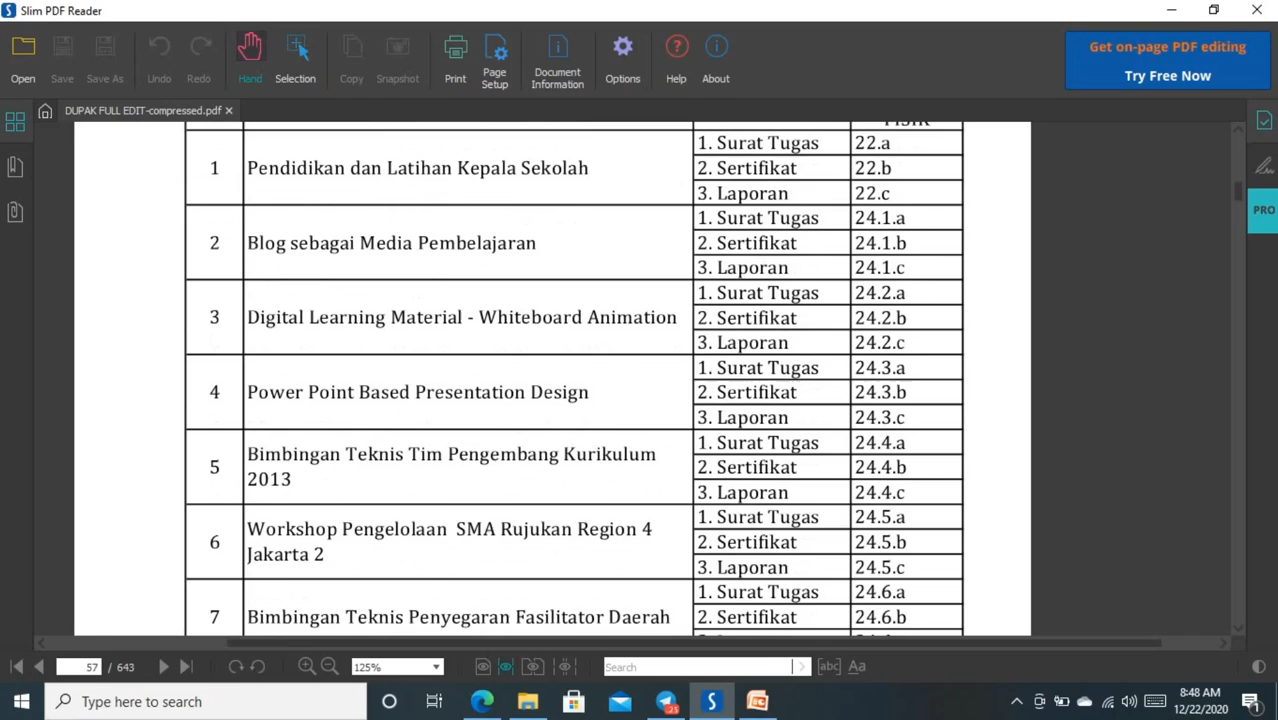 Slim PDF Reader
Open
Save
Save As
Undo
Redo
Hand
Selection
Copy
Snapshot
Print
Page Setup
Document Information
Options
Help
About
Get on-page PDF editing
Try Free Now
DUPAK FULL EDIT-compressed.pdf
PRO
Fisik
1 Pendidikan dan Latihan Kepala Sekolah
1. Surat Tugas 22.a
2. Sertifikat 22.b
3. Laporan 22.c
2 Blog sebagai Media Pembelajaran
1. Surat Tugas 24.1.a
2. Sertifikat 24.1.b
3. Laporan 24.1.c
3 Digital Learning Material - Whiteboard Animation
1. Surat Tugas 24.2.a
2. Sertifikat 24.2.b
3. Laporan 24.2.c
4 Power Point Based Presentation Design
1. Surat Tugas 24.3.a
2. Sertifikat 24.3.b
3. Laporan 24.3.c
5 Bimbingan Teknis Tim Pengembang Kurikulum
2013
1. Surat Tugas 24.4.a
2. Sertifikat 24.4.b
3. Laporan 24.4.c
6 Workshop Pengelolaan SMA Rujukan Region 4
Jakarta 2
1. Surat Tugas 24.5.a
2. Sertifikat 24.5.b
3. Laporan 24.5.c
7 Bimbingan Teknis Penyegaran Fasilitator Daerah
1. Surat Tugas 24.6.a
2. Sertifikat 24.6.b
57 / 643
125%
Search
[abc]
Aa
Type here to search
25
8:48 AM
12/22/2020
1